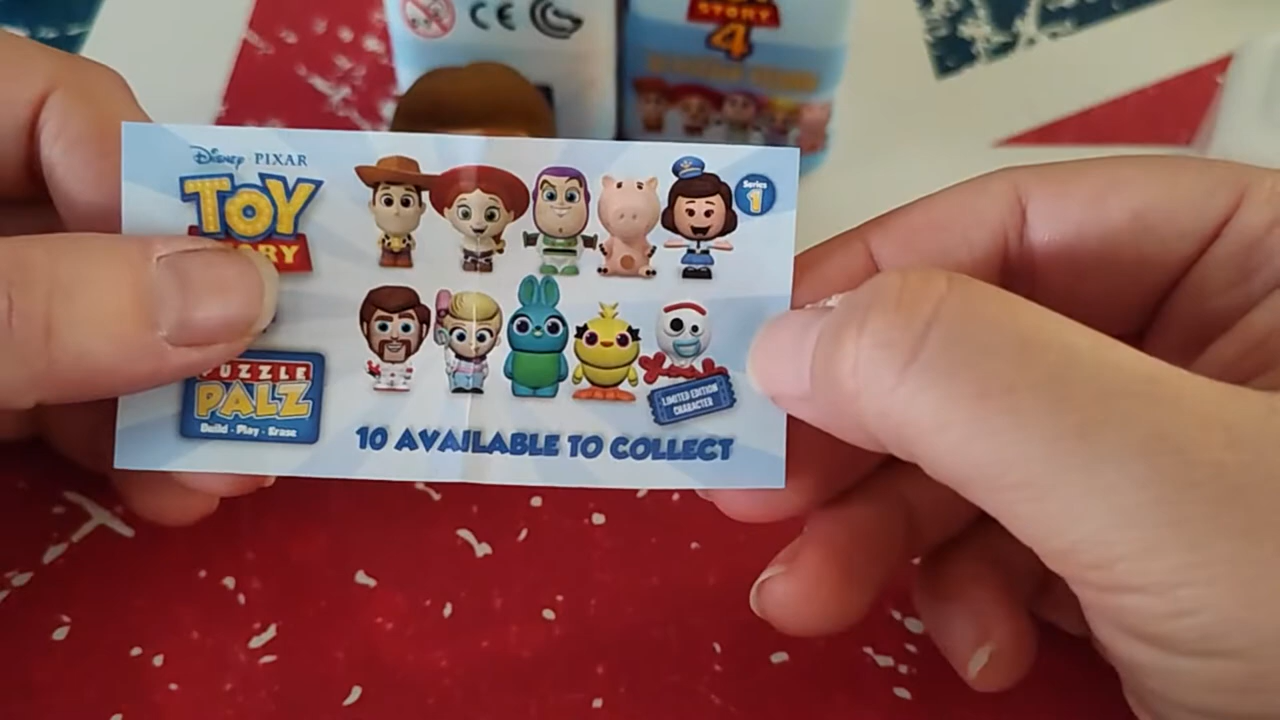 CE
STORY
4
Disney PIXAR
TOY
Series
1
PUZZLE
PALZ
Build - Play - Erase
LIMITED EDITION
CHARACTER
10 AVAILABLE TO COLLECT